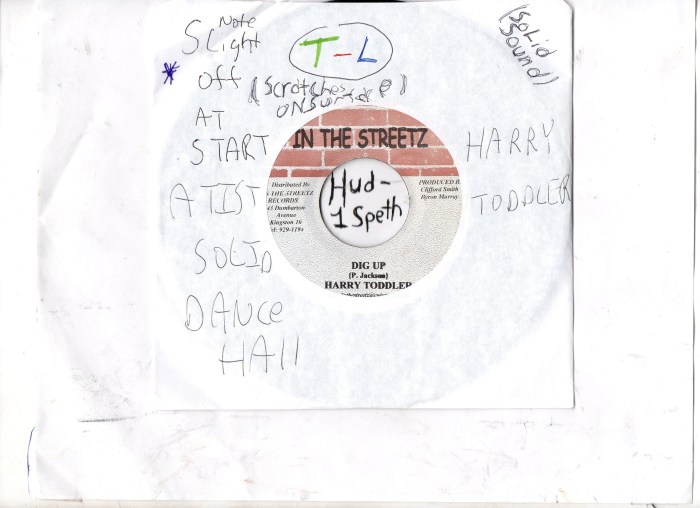 Note
SLight
* Off
AT
START
ATIST
SOLID
DANCe
HAll
T-L
(Scratches
ON
(SoLiD
SounD)
HARRY
TODDLER
IN THE STREETZ
Distributed By
THE STREETZ
RECORDS
43 Dumbarton
Avenue
Kingston 10
PRODUCED B
Clifford Smith
Byron Murray
Hud-
1 Speth
DIG UP
(P. Jackson)
HARRY TODDLER